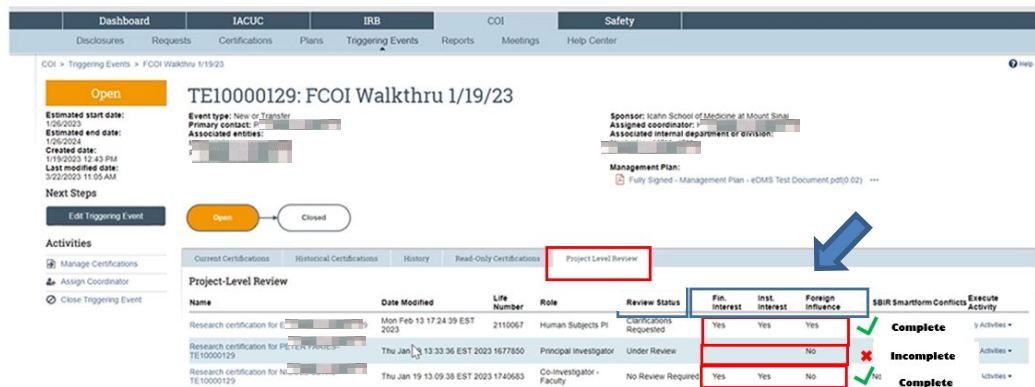 Dashboard IACUC IRB COI Safety
Disclosures Requests Certifications Plans Triggering Events Reports Meetings Help Center
COI > Triggering Events > FCOI Walkthru 1/19/23
Help
Open
TE10000129: FCOI Walkthru 1/19/23
Estimated start date:
1/26/2023
Estimated end date:
1/26/2024
Created date:
1/19/2023 12:43 PM
Last modified date:
3/22/2023 11:05 AM
Event type: New or Transfer
Primary contact: P
Associated entities:
Sponsor: Icahn School of Medicine at Mount Sinai
Assigned coordinator:
Associated internal department or division:
Management Plan:
Fully Signed - Management Plan - eDMS Test Document.pdf(0.02) ...
Next Steps
Edit Triggering Event
Open Closed
Activities
Manage Certifications
Assign Coordinator
Close Triggering Event
Current Certifications Historical Certifications History Read-Only Certifications Project Level Review
Project-Level Review
Name Date Modified Life Number Role Review Status Fin. Interest Inst. Interest Foreign Influence SBIR Smartform Conflicts Execute Activity
Research certification for
Mon Feb 13 17:24:39 EST 2023 2110067 Human Subjects PI Clarifications Requested Yes Yes Yes Complete y Activities
Research certification for
TE10000129
Thu Jan 13:33:36 EST 2023 1677850 Principal Investigator Under Review No Incomplete Activities
Research certification for
TE10000129
Thu Jan 19 13:09:38 EST 2023 1740683 Co-Investigator - Faculty No Review Required Yes Yes No No Complete Activities